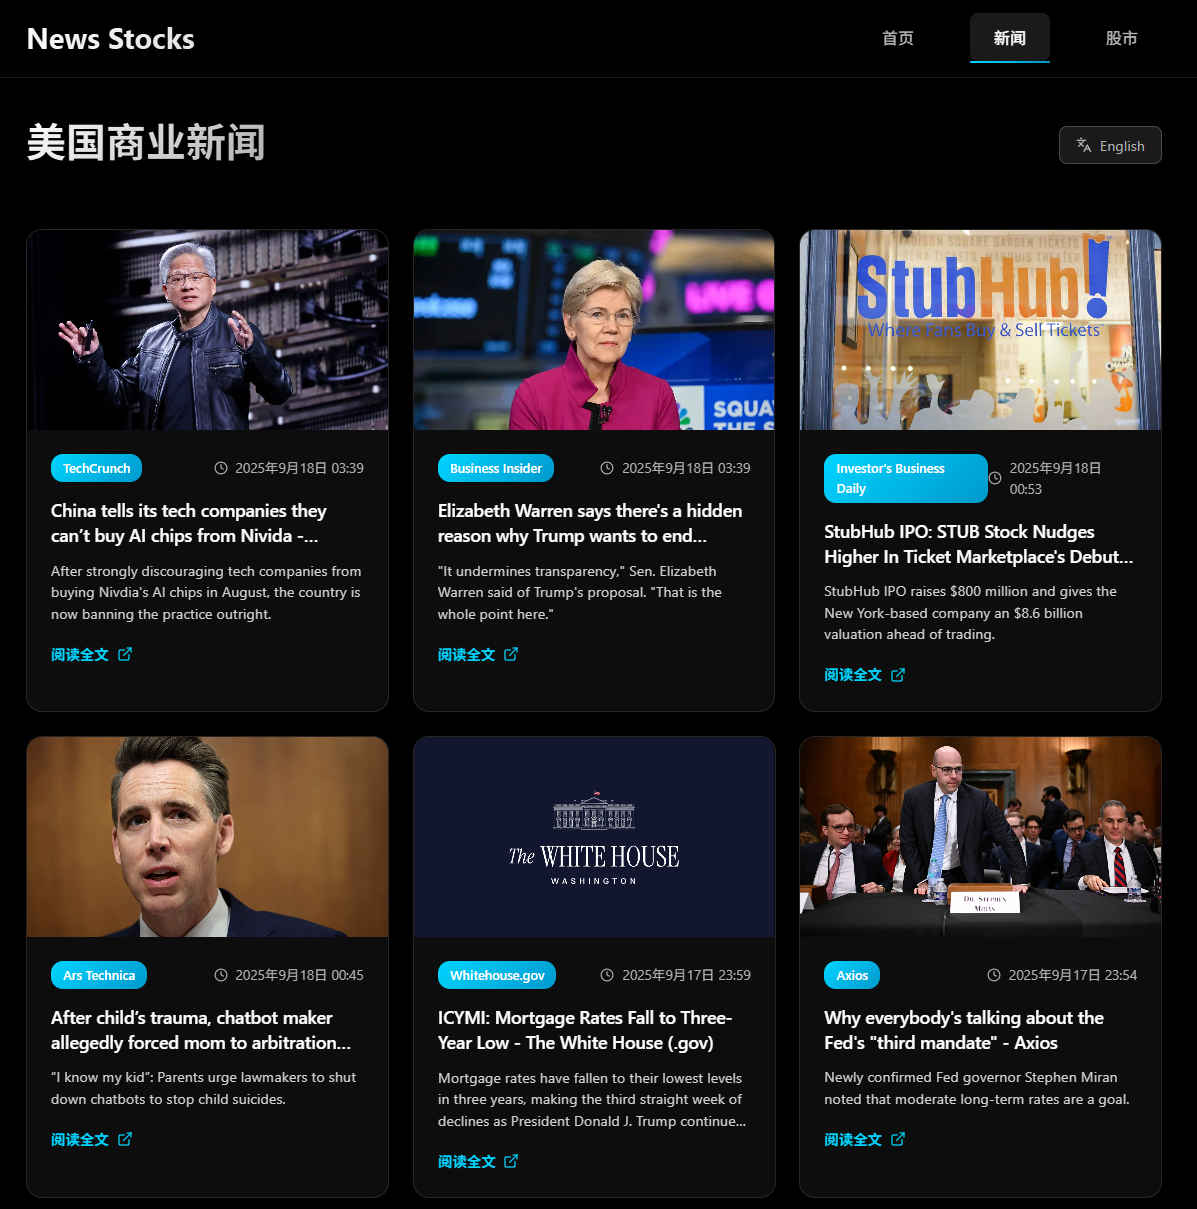 News Stocks
首页
新闻
股市
美国商业新闻
English
SQUA
THE S
StubHub!
Where Fans Buy & Sell Tickets
TechCrunch
2025年9月18日 03:39
China tells its tech companies they
can’t buy AI chips from Nivida -...
After strongly discouraging tech companies from
buying Nivdia's AI chips in August, the country is
now banning the practice outright.
阅读全文
Business Insider
2025年9月18日 03:39
Elizabeth Warren says there's a hidden
reason why Trump wants to end...
"It undermines transparency," Sen. Elizabeth
Warren said of Trump's proposal. "That is the
whole point here."
阅读全文
Investor's Business
Daily
2025年9月18日
00:53
StubHub IPO: STUB Stock Nudges
Higher In Ticket Marketplace's Debut...
StubHub IPO raises $800 million and gives the
New York-based company an $8.6 billion
valuation ahead of trading.
阅读全文
The WHITE HOUSE
WASHINGTON
DR. STEPHEN
MIRAN
Ars Technica
2025年9月18日 00:45
After child’s trauma, chatbot maker
allegedly forced mom to arbitration...
“I know my kid”: Parents urge lawmakers to shut
down chatbots to stop child suicides.
阅读全文
Whitehouse.gov
2025年9月17日 23:59
ICYMI: Mortgage Rates Fall to Three-
Year Low - The White House (.gov)
Mortgage rates have fallen to their lowest levels
in three years, making the third straight week of
declines as President Donald J. Trump continue...
阅读全文
Axios
2025年9月17日 23:54
Why everybody's talking about the
Fed's "third mandate" - Axios
Newly confirmed Fed governor Stephen Miran
noted that moderate long-term rates are a goal.
阅读全文